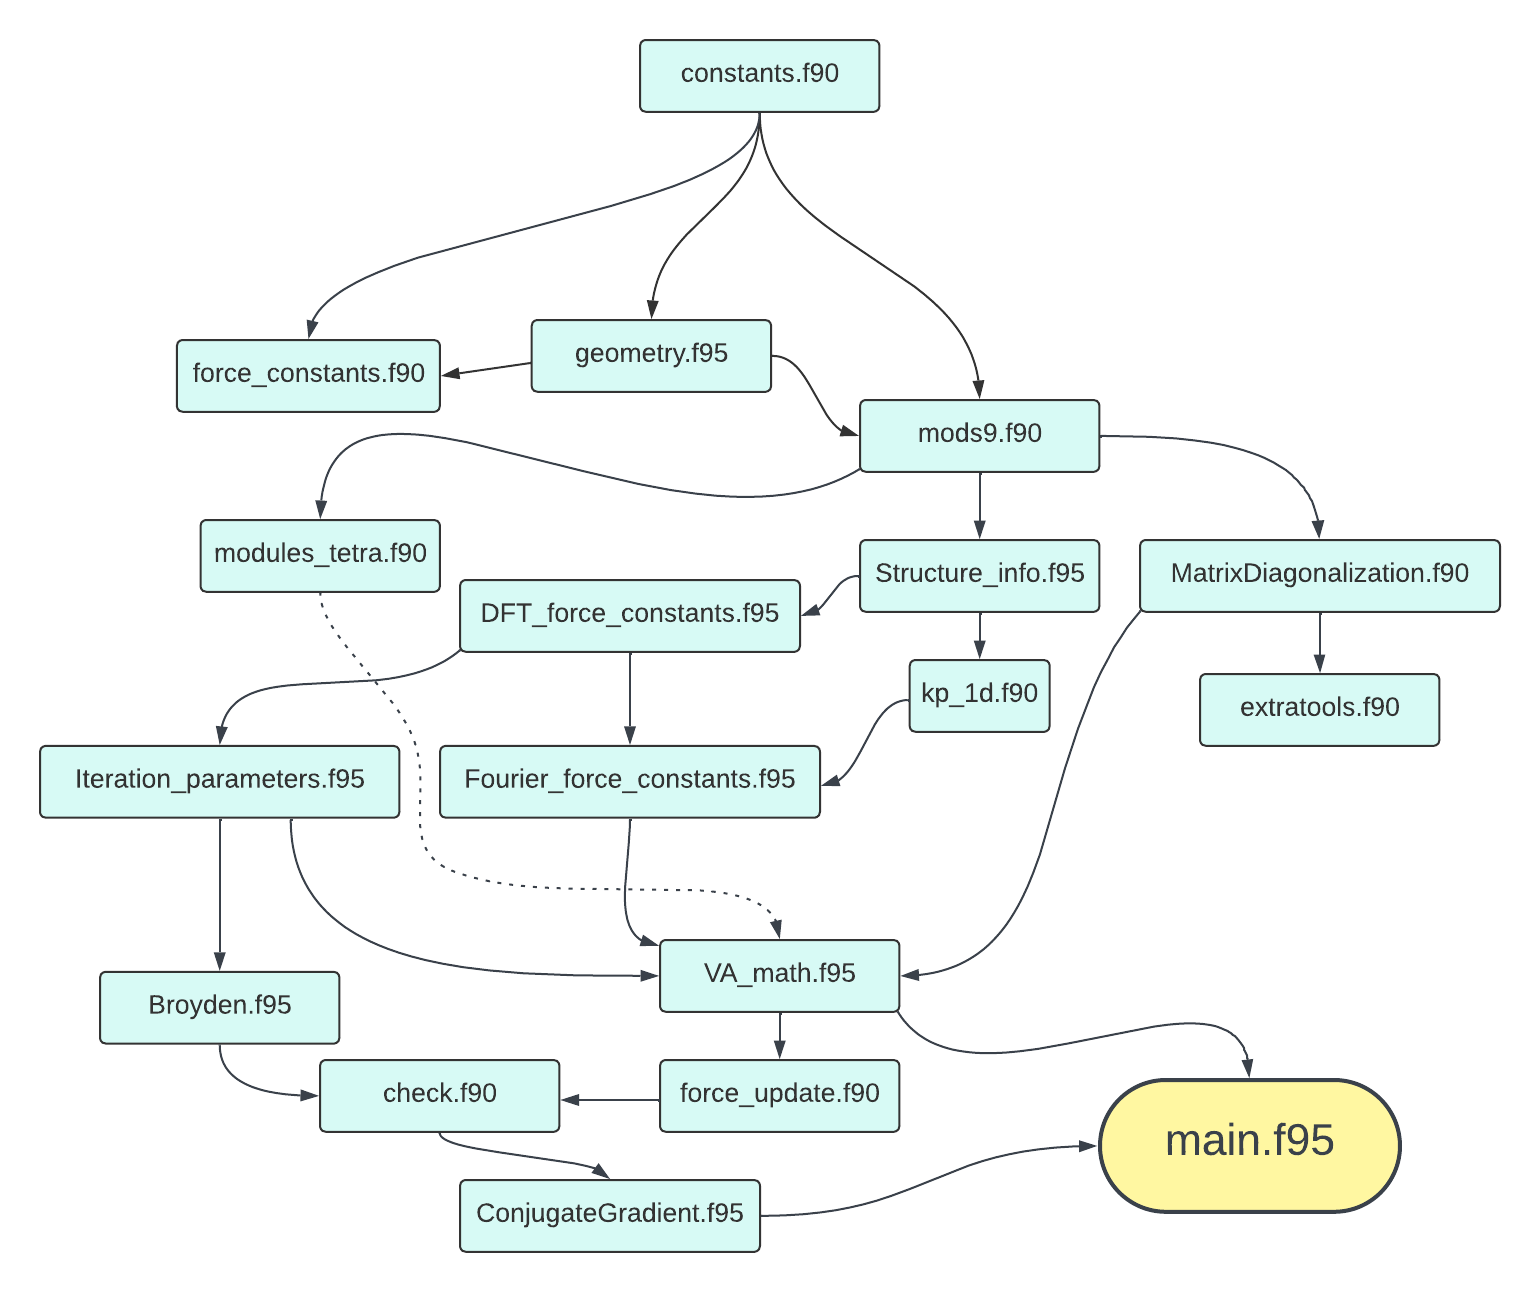 constants.f90
geometry.f95
force_constants.f90
mods9.f90
modules_tetra.f90
Structure_info.f95
MatrixDiagonalization.f90
DFT_force_constants.f95
kp_1d.f90
extratools.f90
Iteration_parameters.f95
Fourier_force_constants.f95
VA_math.f95
Broyden.f95
check.f90
force_update.f90
main.f95
ConjugateGradient.f95